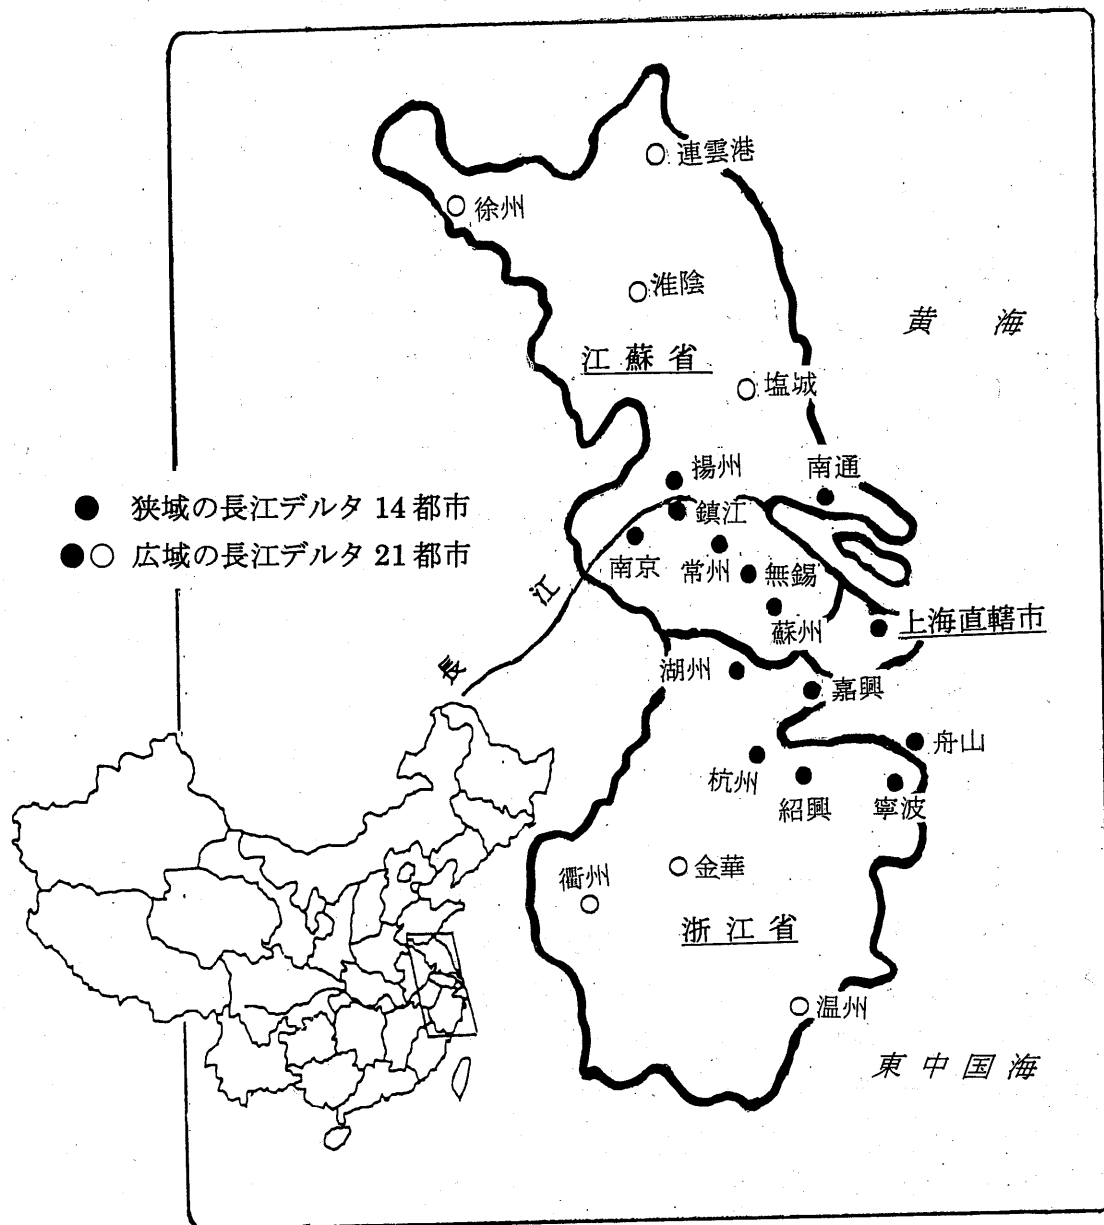 連雲港
徐州
淮陰
黄 海
江蘇省
塩城
揚州
南通
● 狭域の長江デルタ 14都市
鎮江
●○ 広域の長江デルタ 21都市
南京
常州
無錫
長 江
蘇州
上海直轄市
湖州
嘉興
舟山
杭州
紹興
寧波
金華
衢州
浙江省
温州
東中国海